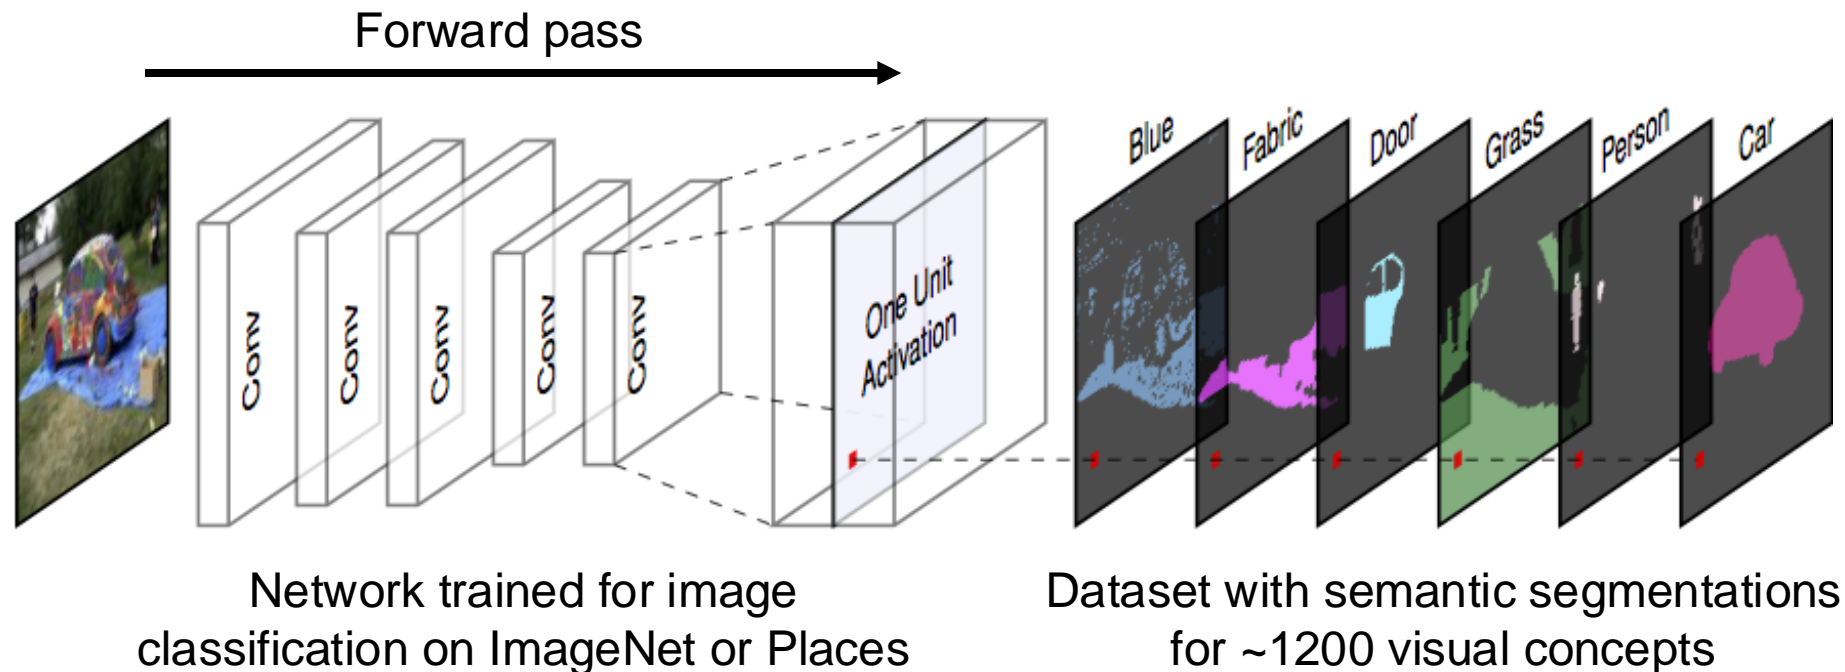 Forward pass
Blue
Fabric
Door
Grass
Person
Car
Conv
Conv
Conv
Conv
Conv
One Unit
Activation
Network trained for image
classification on ImageNet or Places
Dataset with semantic segmentations
for ~1200 visual concepts